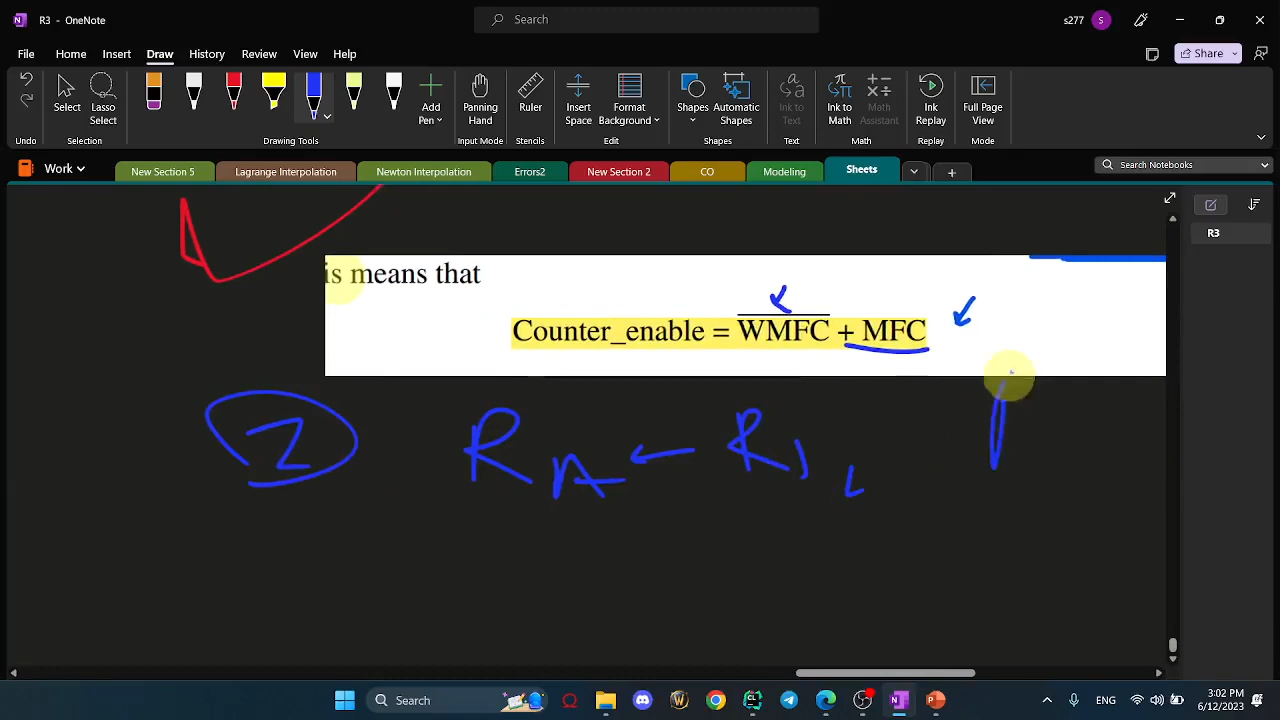 R3 - OneNote
Search
s277
S
File Home Insert Draw History Review View Help
Share
Undo
Select
Lasso Select
Selection
Drawing Tools
Add Pen
Panning Hand
Input Mode
Ruler
Stencils
Insert Space
Format Background
Edit
Shapes
Automatic Shapes
Ink to Text
Shapes
Ink to Math
Math Assistant
Math
Ink Replay
Replay
Full Page View
Mode
Work
New Section 5
Lagrange Interpolation
Newton Interpolation
Errors2
New Section 2
CO
Modeling
Sheets
Search Notebooks
R3
is means that
Counter_enable = \overline{WMFC} + MFC
2 RA ← R
Search
ENG
3:02 PM
6/12/2023